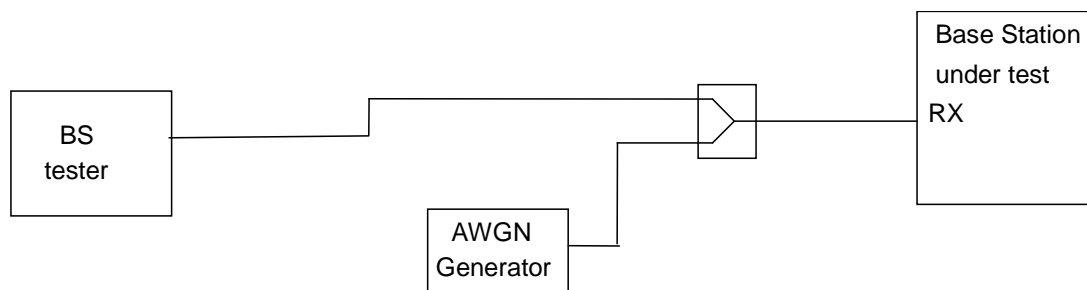 BS
tester
AWGN
Generator
Base Station
under test
RX